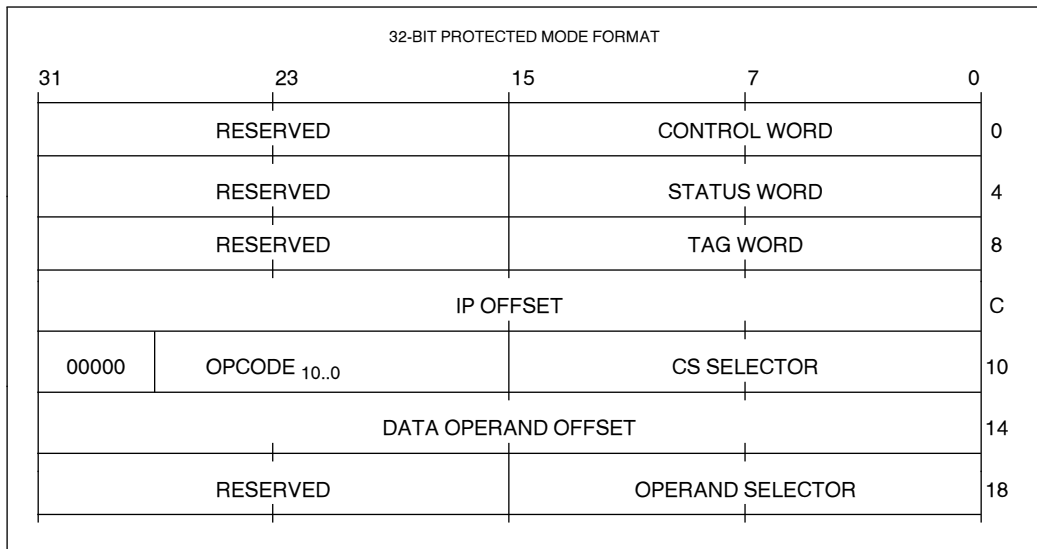 32-BIT PROTECTED MODE FORMAT
31 23 15 7 0
RESERVED CONTROL WORD 0
RESERVED STATUS WORD 4
RESERVED TAG WORD 8
IP OFFSET C
00000 OPCODE 10..0 CS SELECTOR 10
DATA OPERAND OFFSET 14
RESERVED OPERAND SELECTOR 18